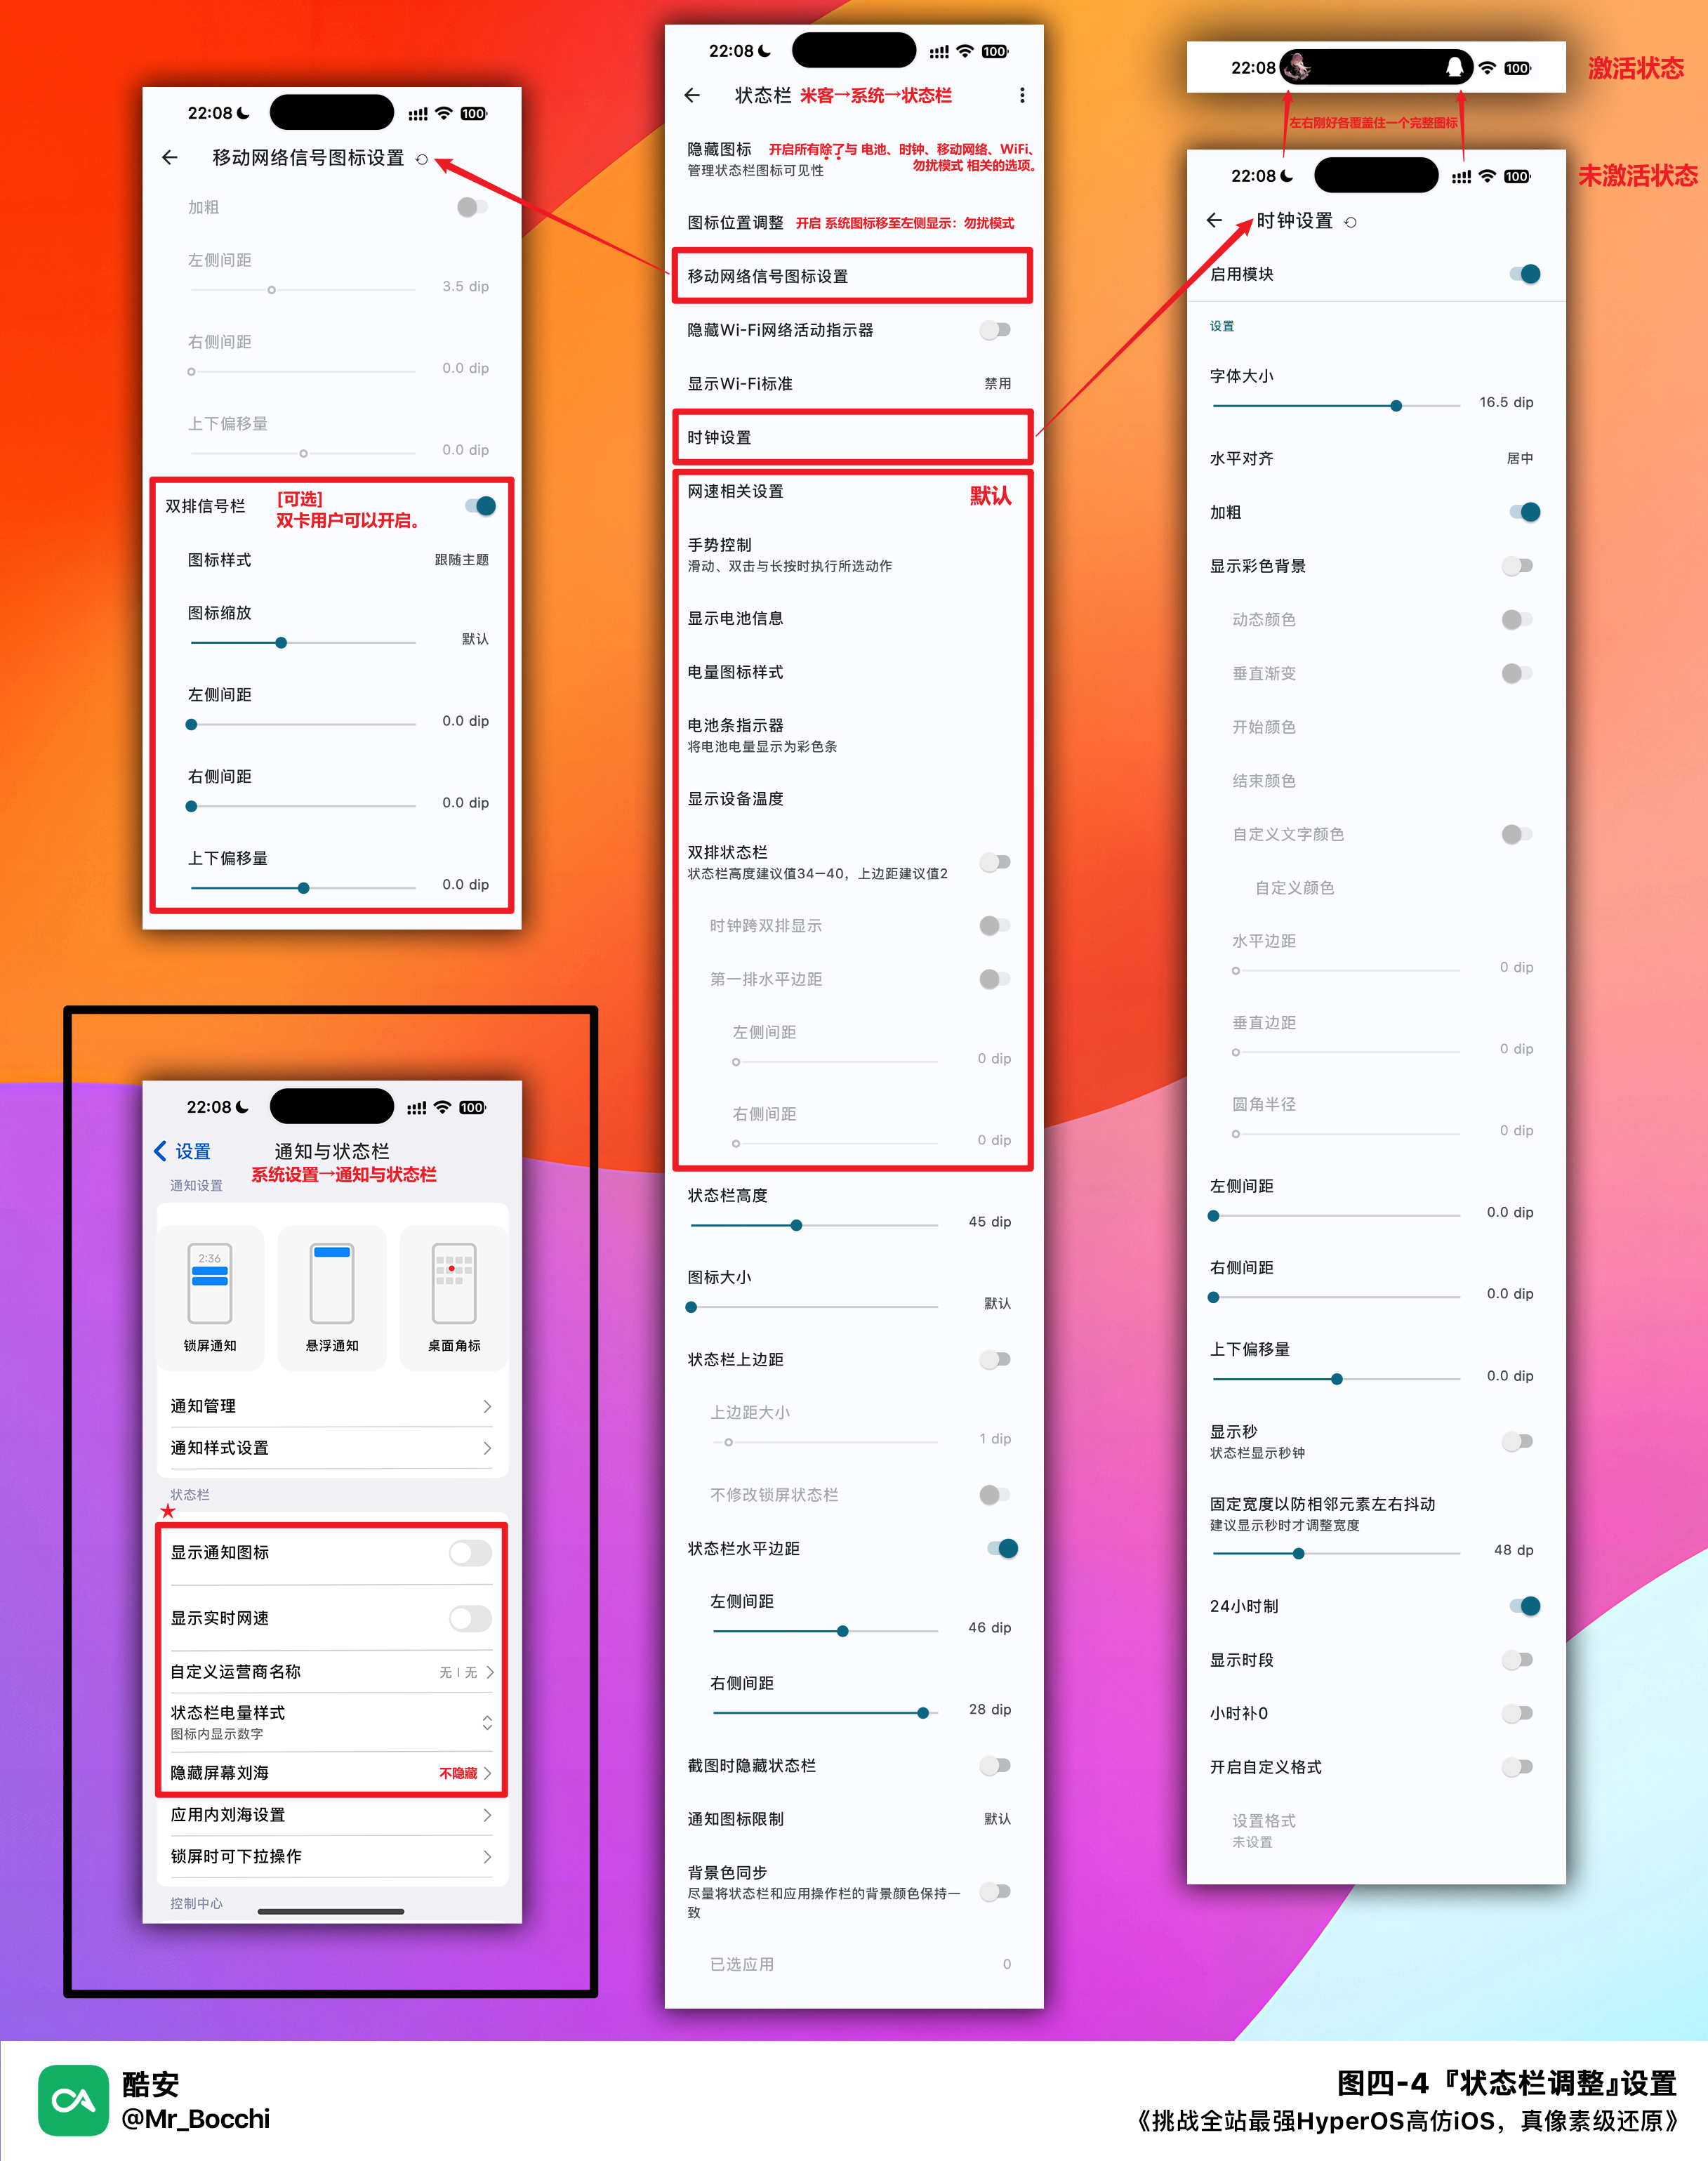 22:08
100
移动网络信号图标设置
加粗
左侧间距
3.5 dip
右侧间距
0.0 dip
上下偏移量
0.0 dip
双排信号栏
[可选]
双卡用户可以开启。
图标样式
跟随主题
图标缩放
默认
左侧间距
0.0 dip
右侧间距
0.0 dip
上下偏移量
0.0 dip
22:08
100
设置
通知与状态栏
系统设置→通知与状态栏
通知设置
2:36
锁屏通知
悬浮通知
桌面角标
通知管理
通知样式设置
状态栏
★
显示通知图标
显示实时网速
自定义运营商名称
无 | 无
状态栏电量样式
图标内显示数字
隐藏屏幕刘海
不隐藏
应用内刘海设置
锁屏时可下拉操作
控制中心
22:08
100
状态栏 米客→系统→状态栏
隐藏图标 开启所有除了与 电池、时钟、移动网络、WiFi、
管理状态栏图标可见性 勿扰模式 相关的选项。
图标位置调整 开启 系统图标移至左侧显示：勿扰模式
移动网络信号图标设置
隐藏Wi-Fi网络活动指示器
显示Wi-Fi标准
禁用
时钟设置
网速相关设置
默认
手势控制
滑动、双击与长按时执行所选动作
显示电池信息
电量图标样式
电池条指示器
将电池电量显示为彩色条
显示设备温度
双排状态栏
状态栏高度建议值34—40，上边距建议值2
时钟跨双排显示
第一排水平边距
左侧间距
0 dip
右侧间距
0 dip
状态栏高度
45 dip
图标大小
默认
状态栏上边距
上边距大小
1 dip
不修改锁屏状态栏
状态栏水平边距
左侧间距
46 dip
右侧间距
28 dip
截图时隐藏状态栏
通知图标限制
默认
背景色同步
尽量将状态栏和应用操作栏的背景颜色保持一
致
已选应用
0
22:08
100
激活状态
左右刚好各覆盖住一个完整图标
22:08
100
未激活状态
时钟设置
启用模块
设置
字体大小
16.5 dip
水平对齐
居中
加粗
显示彩色背景
动态颜色
垂直渐变
开始颜色
结束颜色
自定义文字颜色
自定义颜色
水平边距
0 dip
垂直边距
0 dip
圆角半径
0 dip
左侧间距
0.0 dip
右侧间距
0.0 dip
上下偏移量
0.0 dip
显示秒
状态栏显示秒钟
固定宽度以防相邻元素左右抖动
建议显示秒时才调整宽度
48 dp
24小时制
显示时段
小时补0
开启自定义格式
设置格式
未设置
酷安
@Mr_Bocchi
图四-4『状态栏调整』设置
《挑战全站最强HyperOS高仿iOS，真像素级还原》